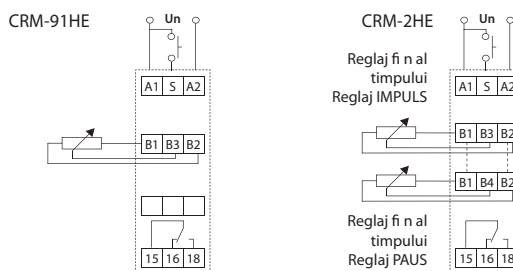 CRM-91HE
Un
A1 S A2
B1 B3 B2
15 16 18
CRM-2HE
Un
Reglaj fi n al
timpului
Reglaj IMPULS
A1 S A2
B1 B3 B2
B1 B4 B2
Reglaj fi n al
timpului
Reglaj PAUS
15 16 18